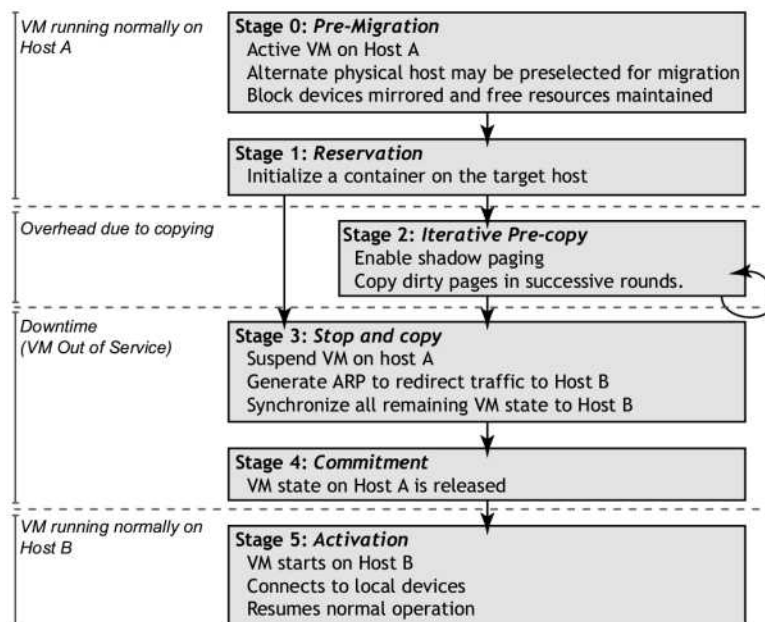 VM running normally on
Host A
Stage 0: Pre-Migration
Active VM on Host A
Alternate physical host may be preselected for migration
Block devices mirrored and free resources maintained
Stage 1: Reservation
Initialize a container on the target host
Overhead due to copying
Stage 2: Iterative Pre-copy
Enable shadow paging
Copy dirty pages in successive rounds.
Downtime
(VM Out of Service)
Stage 3: Stop and copy
Suspend VM on host A
Generate ARP to redirect traffic to Host B
Synchronize all remaining VM state to Host B
Stage 4: Commitment
VM state on Host A is released
VM running normally on
Host B
Stage 5: Activation
VM starts on Host B
Connects to local devices
Resumes normal operation